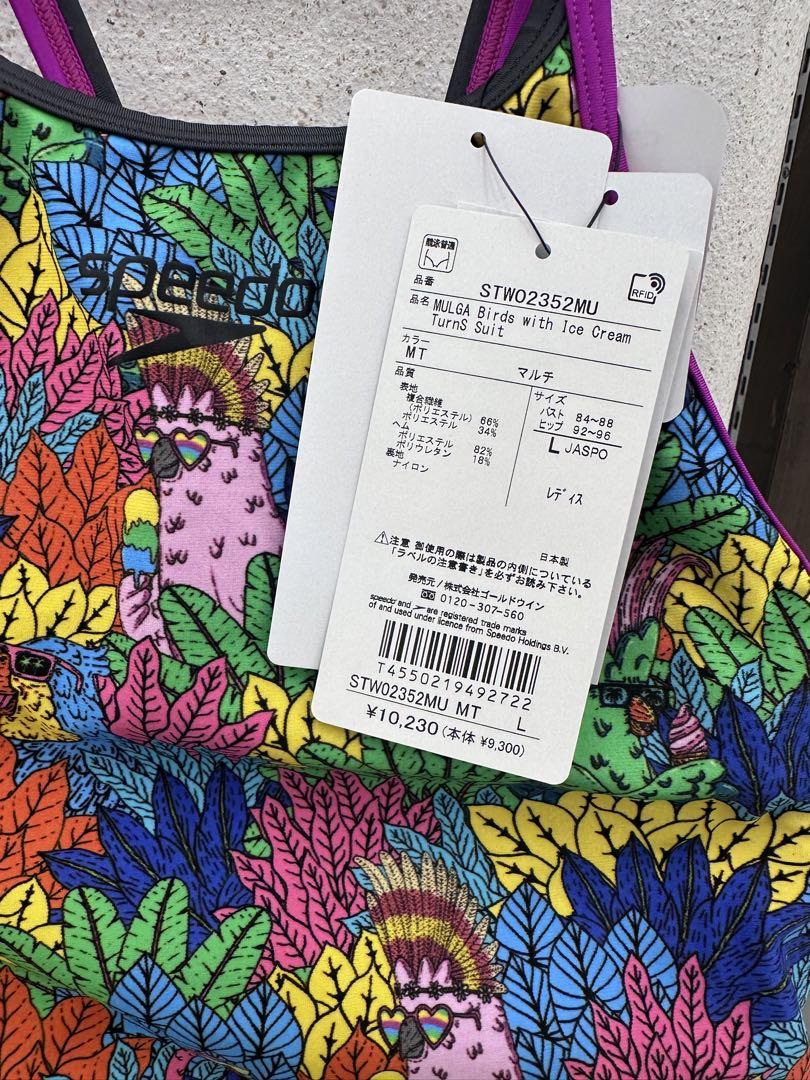 speedo
競泳普通
RFID
品番 STW02352MU
品名 MULGA Birds with Ice Cream
TurnS Suit
カラー
MT マルチ
品質
表地
複合繊維
(ポリエステル) 66%
ポリエステル 34%
ヘム
ポリエステル 82%
ポリウレタン 18%
裏地
ナイロン
サイズ
バスト 84~88
ヒップ 92~96
L JASPO
レディス
⚠注意 御使用の際は製品の内側についている
「ラベルの注意書き」を必ずお読み下さい。
日本製
発売元/株式会社ゴールドウイン
0120-307-560
speedo and are registered trade marks
of and used under licence from Speedo Holdings B.V.
T4550219492722
STW02352MU MT L
¥10,230(本体 ¥9,300)